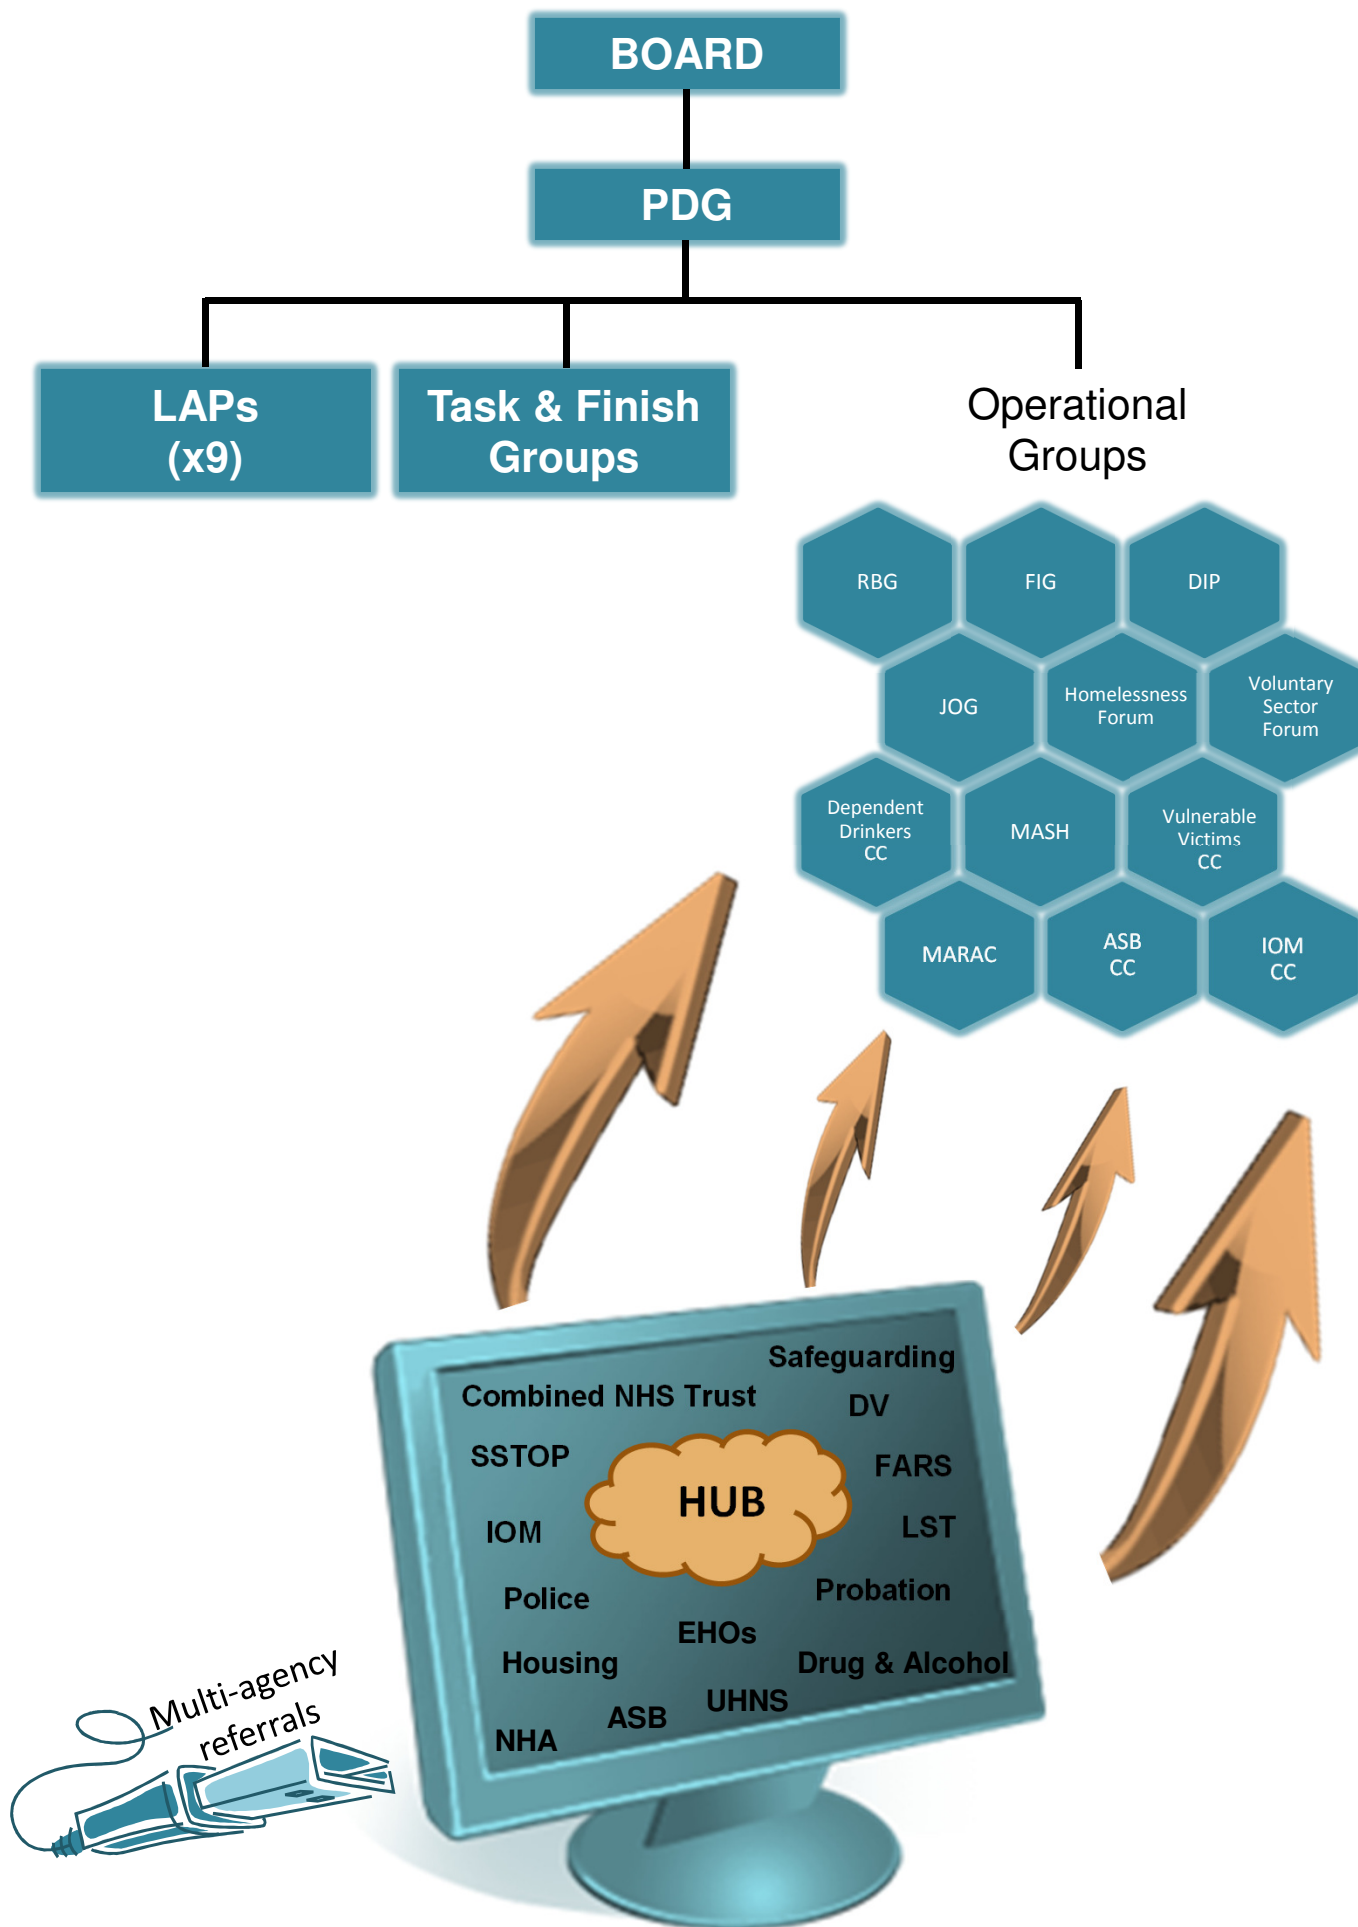 BOARD
PDG
LAPs
(x9)
Task & Finish
Groups
Operational
Groups
RBG
FIG
DIP
JOG
Homelessness
Forum
Voluntary
Sector
Forum
Dependent
Drinkers
CC
MASH
Vulnerable
Victims
CC
MARAC
ASB
CC
IOM
CC
Safeguarding
Combined NHS Trust
DV
SSTOP
FARS
HUB
IOM
LST
Police
Probation
EHOs
Housing
Drug & Alcohol
UHNS
ASB
NHA
Multi-agency
referrals